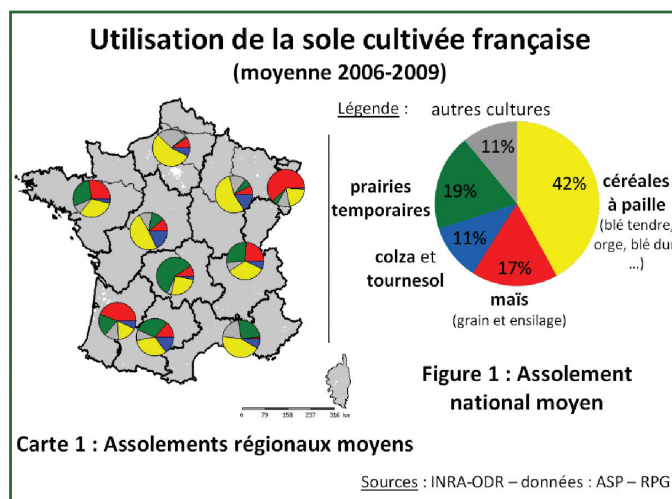 Utilisation de la sole cultivée française
(moyenne 2006-2009)
Légende :
autres cultures
11%
42%
19%
11%
17%
prairies
temporaires
céréales
à paille
(blé tendre,
orge, blé dur
...)
colza et
tournesol
maïs
(grain et ensilage)
0 79 158 237 316 km
Figure 1 : Assolement
national moyen
Carte 1 : Assolements régionaux moyens
Sources : INRA-ODR – données : ASP – RPG